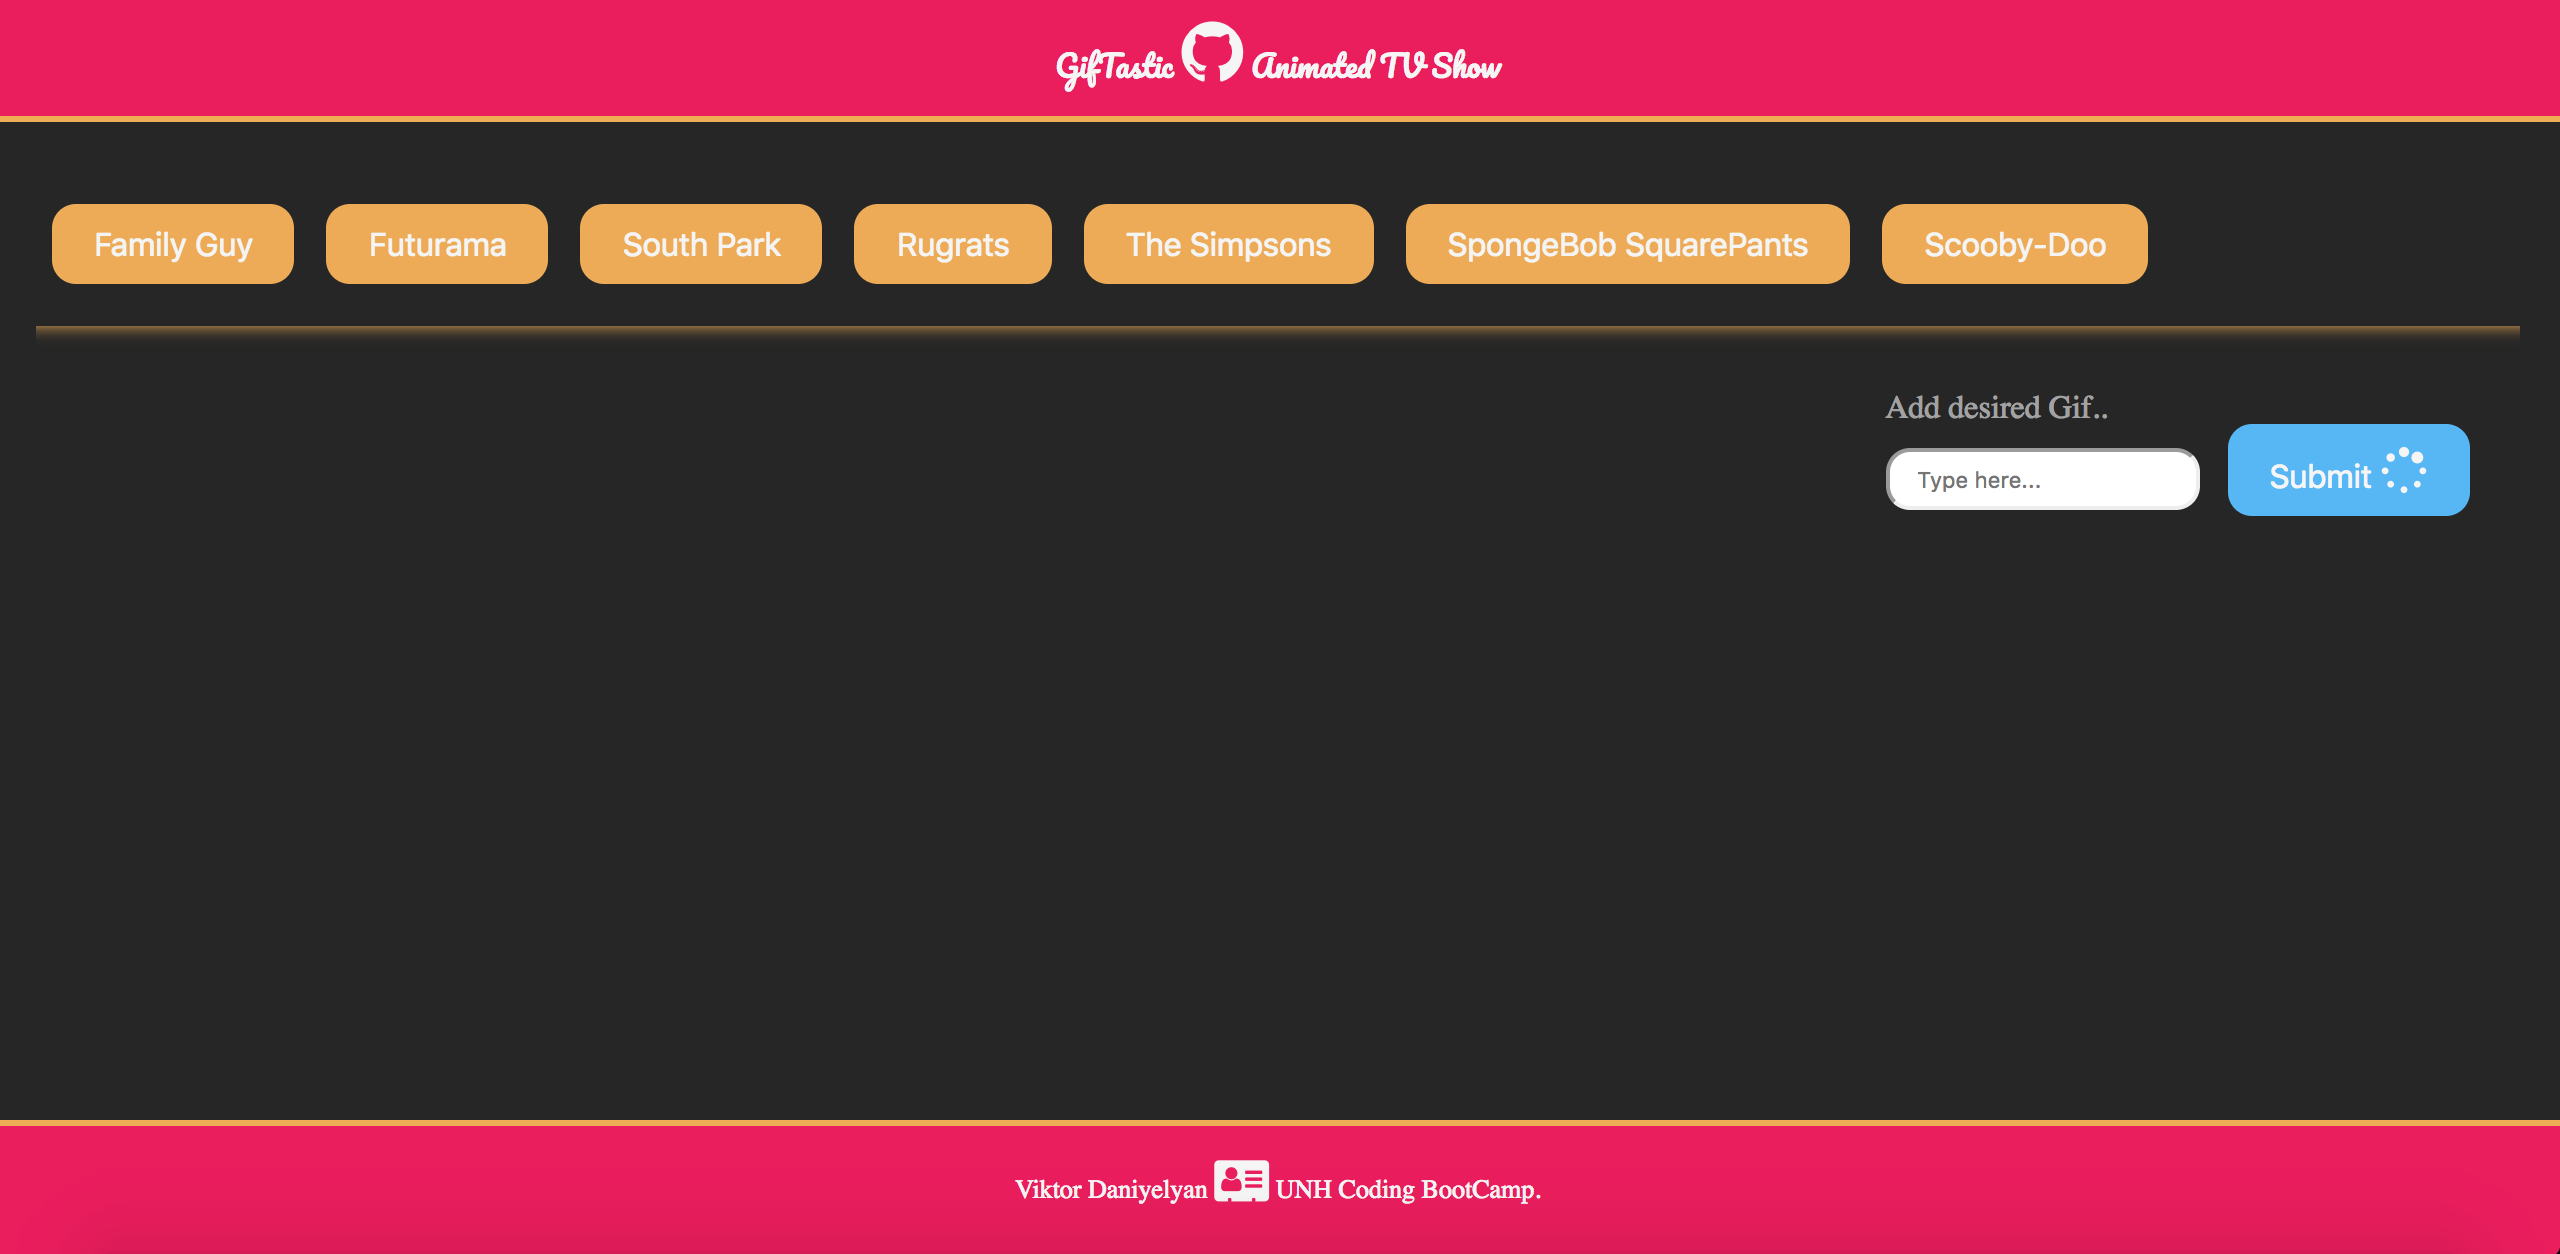 GifTastic Animated TV Show
Family Guy
Futurama
South Park
Rugrats
The Simpsons
SpongeBob SquarePants
Scooby-Doo
Add desired Gif..
Type here...
Submit
Viktor Daniyelyan UNH Coding BootCamp.